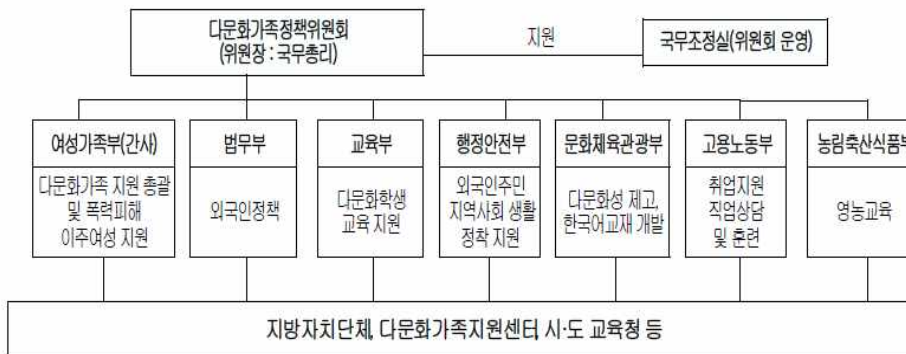 다문화가족정책위원회
(위원장 : 국무총리)
지원
국무조정실(위원회 운영)
여성가족부(간사)
다문화가족 지원 총괄
및 폭력피해
이주여성 지원
법무부
외국인정책
교육부
다문화학생
교육 지원
행정안전부
외국인주민
지역사회 생활
정착 지원
문화체육관광부
다문화성 제고,
한국어교재 개발
고용노동부
취업지원
직업상담
및 훈련
농림축산식품부
영농교육
지방자치단체, 다문화가족지원센터, 시·도 교육청 등